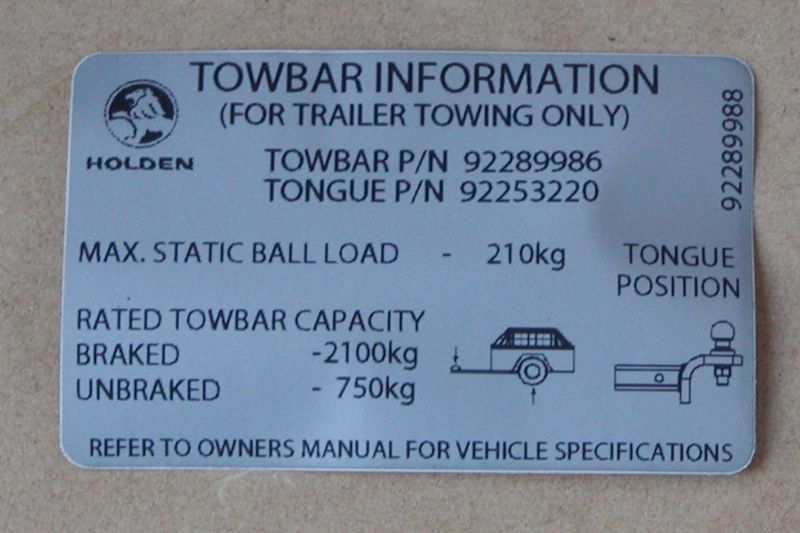 TOWBAR INFORMATION
(FOR TRAILER TOWING ONLY)
HOLDEN
TOWBAR P/N 92289986
TONGUE P/N 92253220
92289988
MAX. STATIC BALL LOAD - 210kg
TONGUE
POSITION
RATED TOWBAR CAPACITY
BRAKED -2100kg
UNBRAKED - 750kg
REFER TO OWNERS MANUAL FOR VEHICLE SPECIFICATIONS